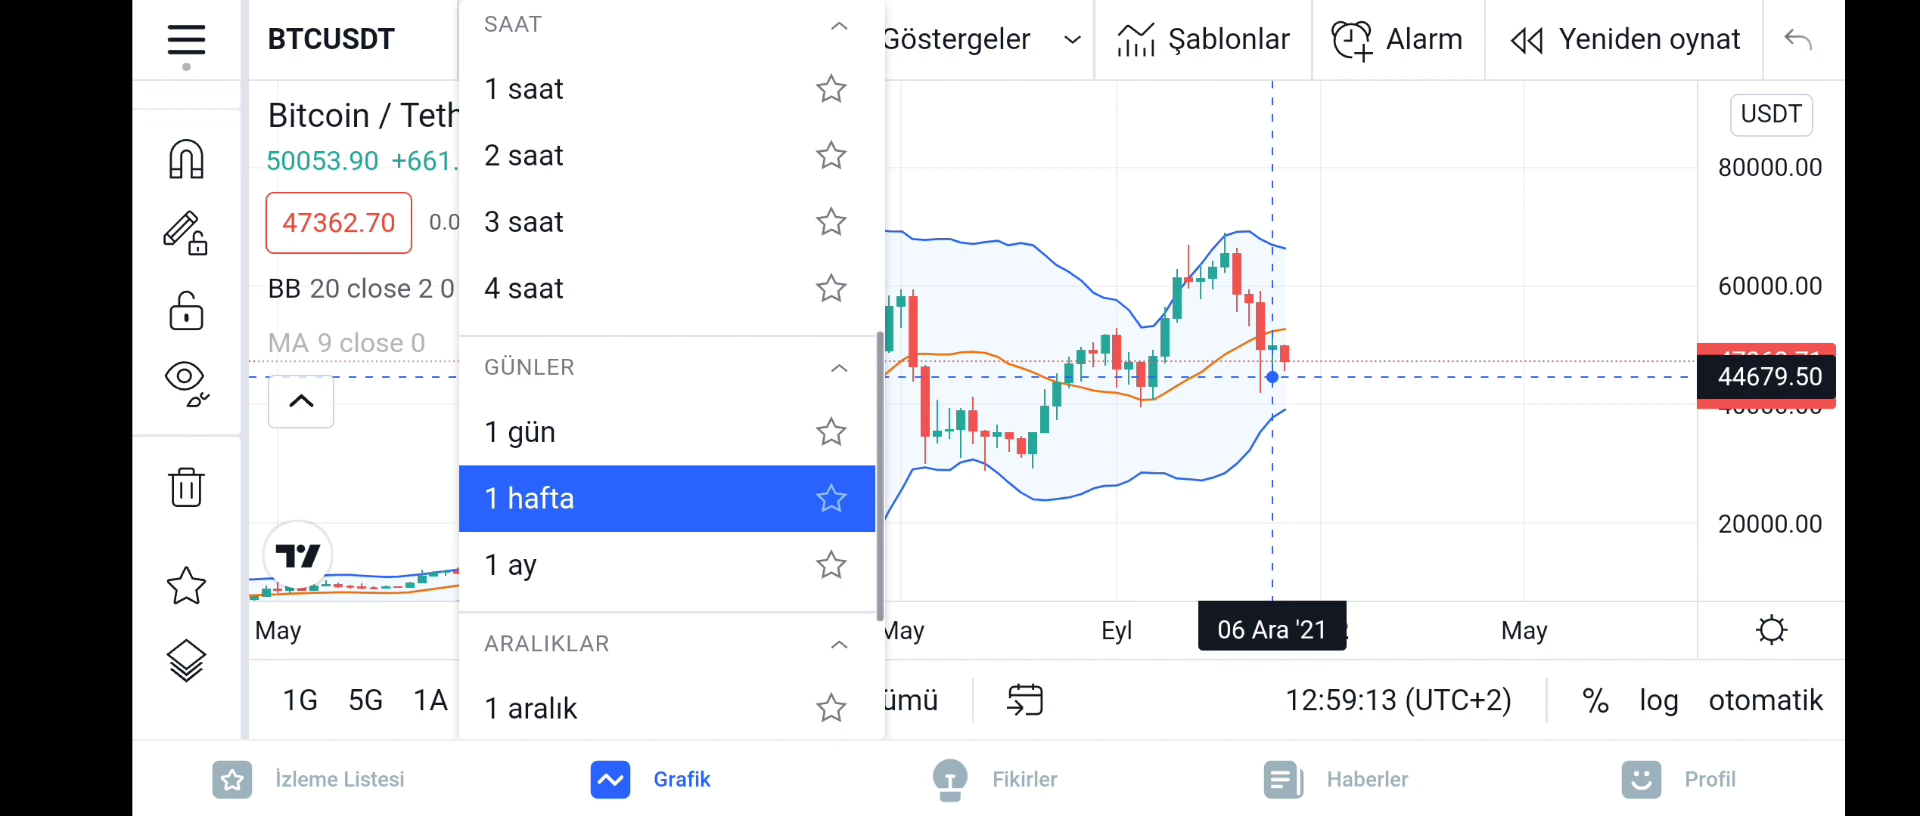 BTCUSDT
Göstergeler
Şablonlar
Alarm
Yeniden oynat
Bitcoin / Teth
50053.90 +661.
47362.70
0.0
BB 20 close 2 0
MA 9 close 0
SAAT
1 saat
2 saat
3 saat
4 saat
GÜNLER
1 gün
1 hafta
1 ay
ARALIKLAR
1 aralık
USDT
80000.00
60000.00
44679.50
20000.00
May
May
Eyl
06 Ara '21
May
1G 5G 1A
ümü
12:59:13 (UTC+2)
%
log
otomatik
İzleme Listesi
Grafik
Fikirler
Haberler
Profil